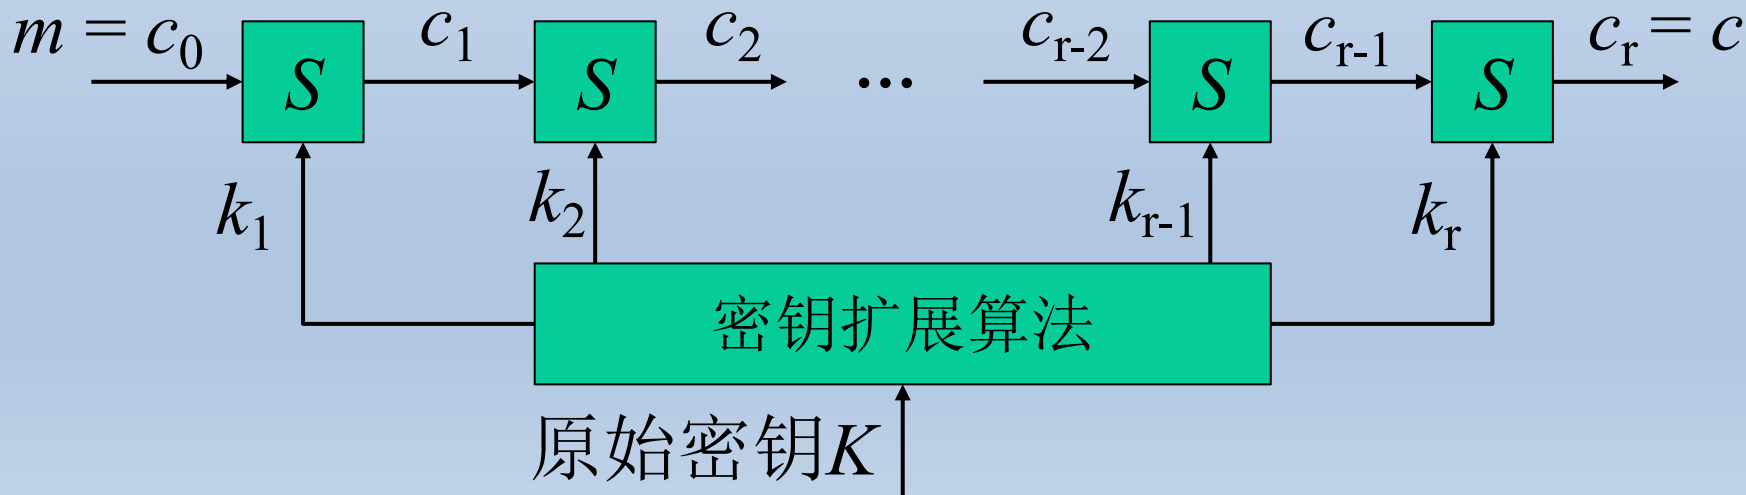 m = c₀ c₁ c₂ cᵣ₋₂ cᵣ₋₁ cᵣ = c
S S ... S S
k₁ k₂ kᵣ₋₁ kᵣ
密钥扩展算法
原始密钥K